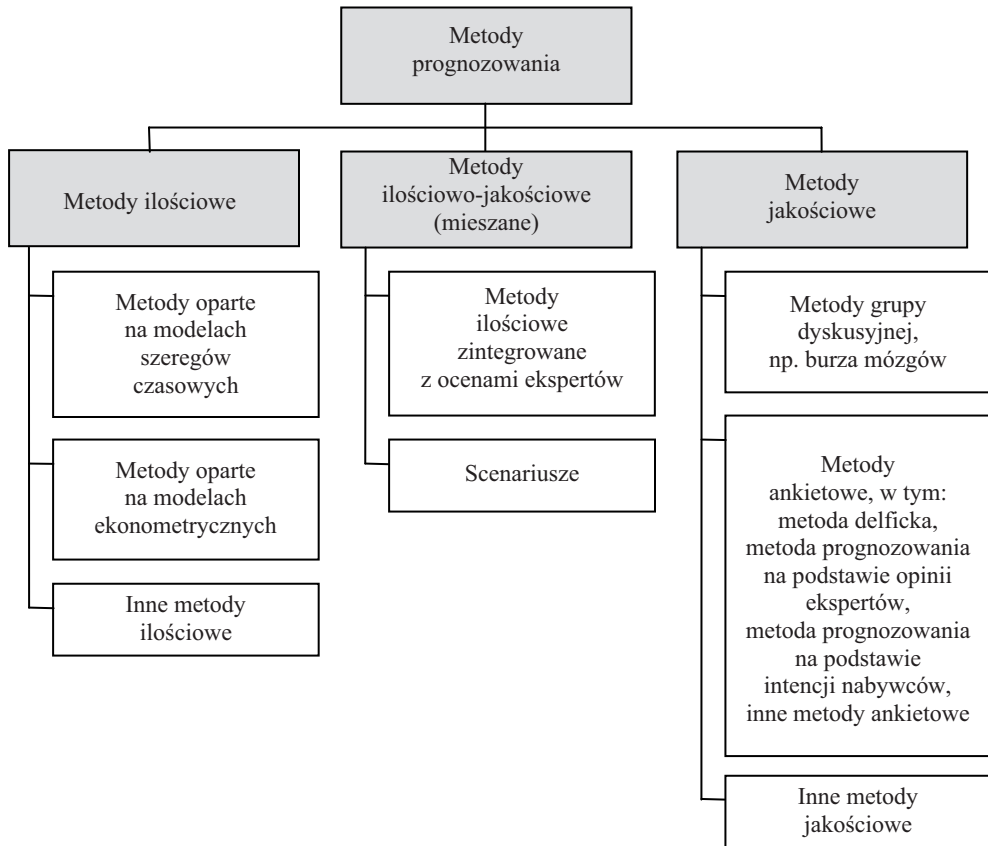 Metody
prognozowania
Metody ilościowe
Metody
ilościowo-jakościowe
(mieszane)
Metody
jakościowe
Metody oparte
na modelach
szeregów
czasowych
Metody oparte
na modelach
ekonometrycznych
Inne metody
ilościowe
Metody
ilościowe
zintegrowane
z ocenami ekspertów
Scenariusze
Metody grupy
dyskusyjnej,
np. burza mózgów
Metody
ankietowe, w tym:
metoda delficka,
metoda prognozowania
na podstawie opinii
ekspertów,
metoda prognozowania
na podstawie
intencji nabywców,
inne metody ankietowe
Inne metody
jakościowe